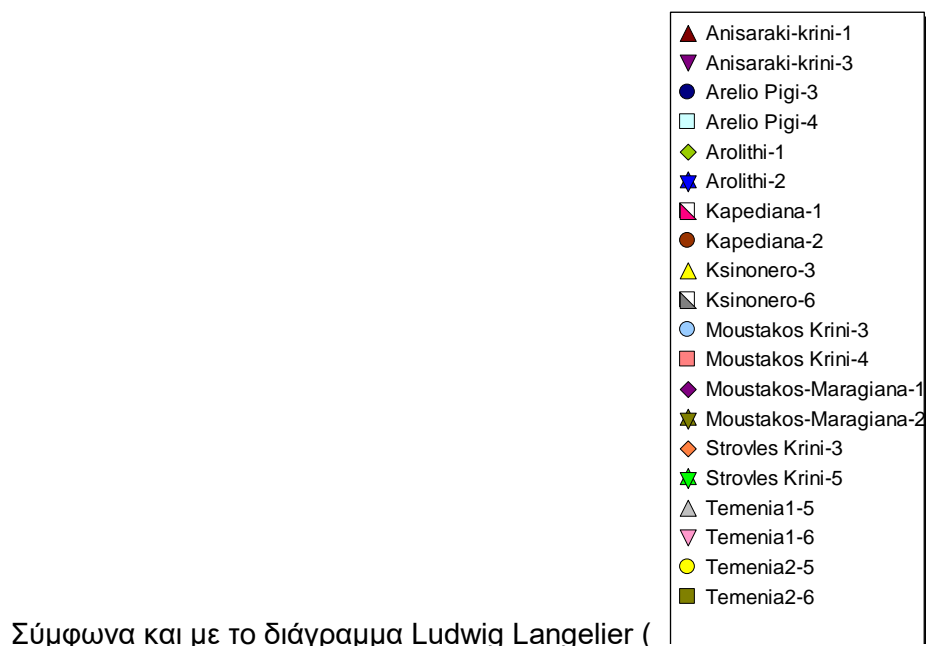 Anisaraki-krini-1
Anisaraki-krini-3
Arelio Pigi-3
Arelio Pigi-4
Arolithi-1
Arolithi-2
Kapediana-1
Kapediana-2
Ksinonero-3
Ksinonero-6
Moustakos Krini-3
Moustakos Krini-4
Moustakos-Maragiana-1
Moustakos-Maragiana-2
Strovles Krini-3
Strovles Krini-5
Temenia1-5
Temenia1-6
Temenia2-5
Temenia2-6
Σύμφωνα και με το διάγραμμα Ludwig Langelier (